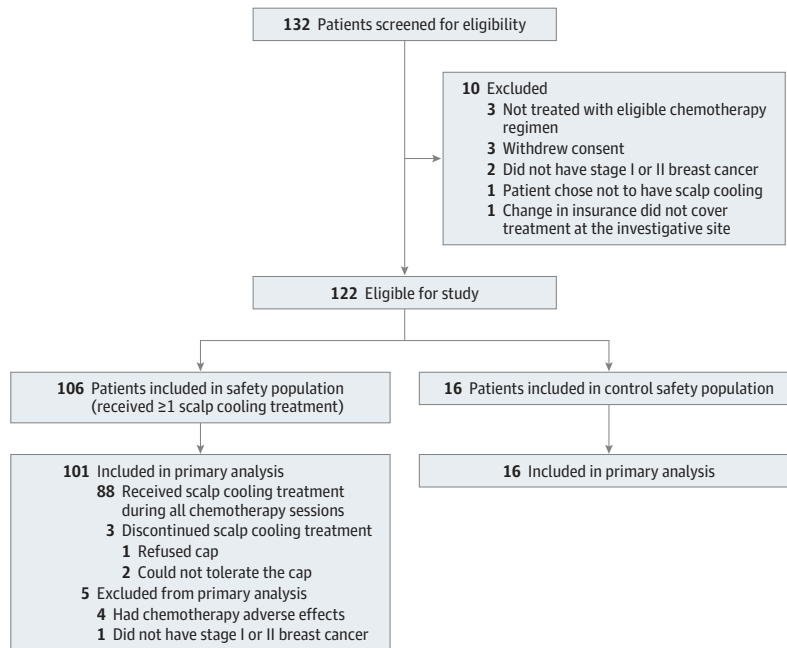 132 Patients screened for eligibility
10 Excluded
3 Not treated with eligible chemotherapy
regimen
3 Withdrew consent
2 Did not have stage I or II breast cancer
1 Patient chose not to have scalp cooling
1 Change in insurance did not cover
treatment at the investigative site
122 Eligible for study
106 Patients included in safety population
(received ≥1 scalp cooling treatment)
16 Patients included in control safety population
101 Included in primary analysis
88 Received scalp cooling treatment
during all chemotherapy sessions
3 Discontinued scalp cooling treatment
1 Refused cap
2 Could not tolerate the cap
5 Excluded from primary analysis
4 Had chemotherapy adverse effects
1 Did not have stage I or II breast cancer
16 Included in primary analysis